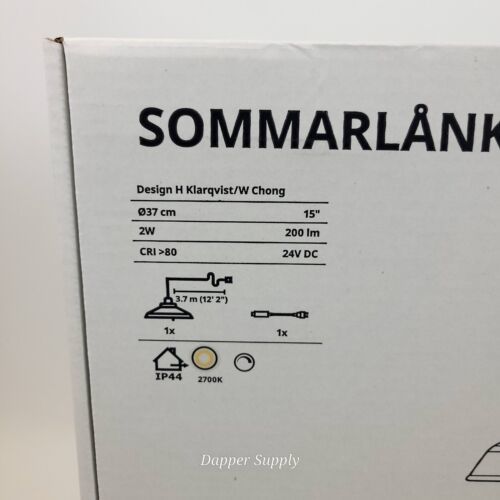 SOMMARLÅNK
Design H Klarqvist/W Chong
Ø37 cm 15"
2W 200 lm
CRI >80 24V DC
3.7 m (12' 2")
1x 1x
IP44 2700K
Dapper Supply